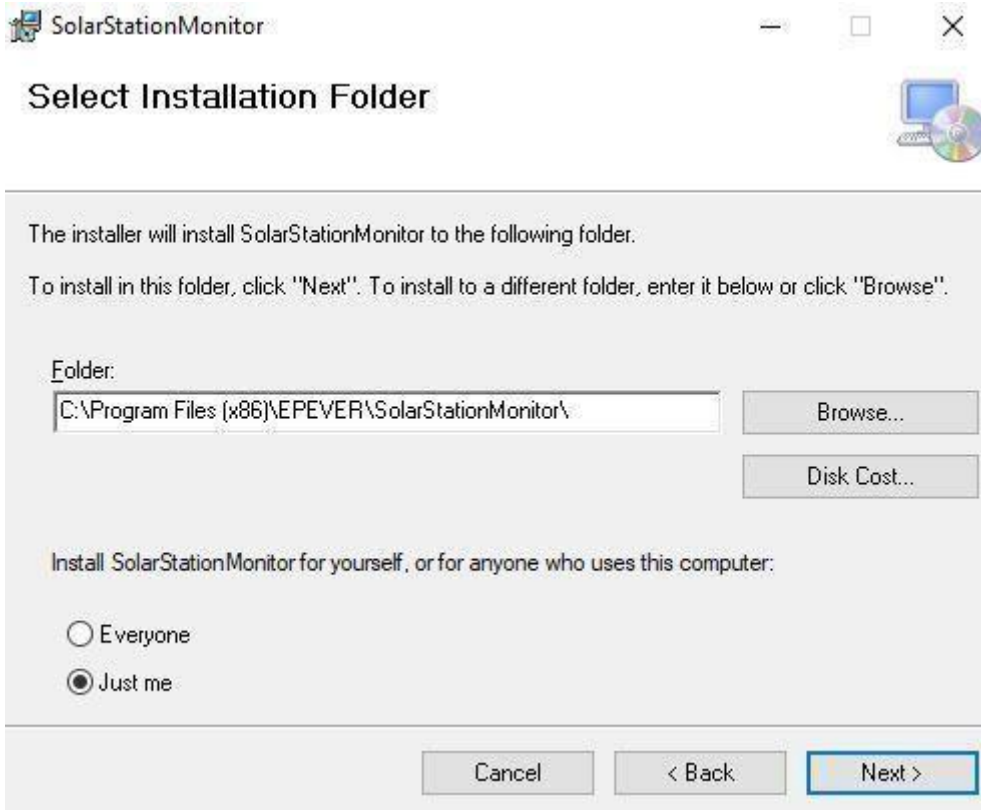 SolarStationMonitor
Select Installation Folder
The installer will install SolarStationMonitor to the following folder.
To install in this folder, click "Next". To install to a different folder, enter it below or click "Browse".
Folder:
C:\Program Files (x86)\EPEVER\SolarStationMonitor\
Browse...
Disk Cost...
Install SolarStationMonitor for yourself, or for anyone who uses this computer:
Everyone
Just me
Cancel
< Back
Next >